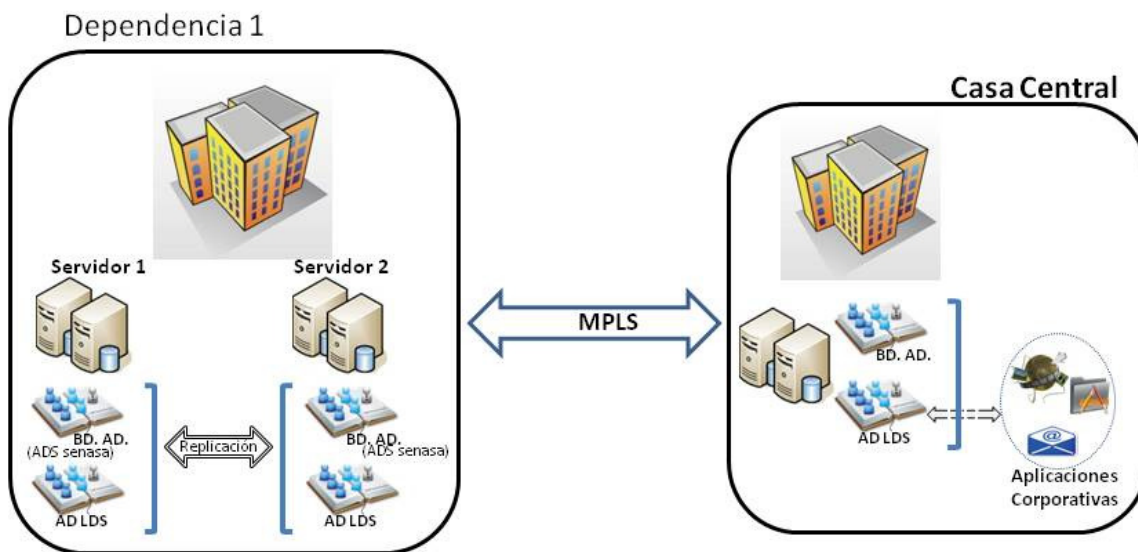 Dependencia 1
Servidor 1
Servidor 2
BD. AD.
(ADS senasa)
AD LDS
Replicación
BD. AD.
(ADS senasa)
AD LDS
MPLS
Casa Central
BD. AD.
AD LDS
@
Aplicaciones
Corporativas